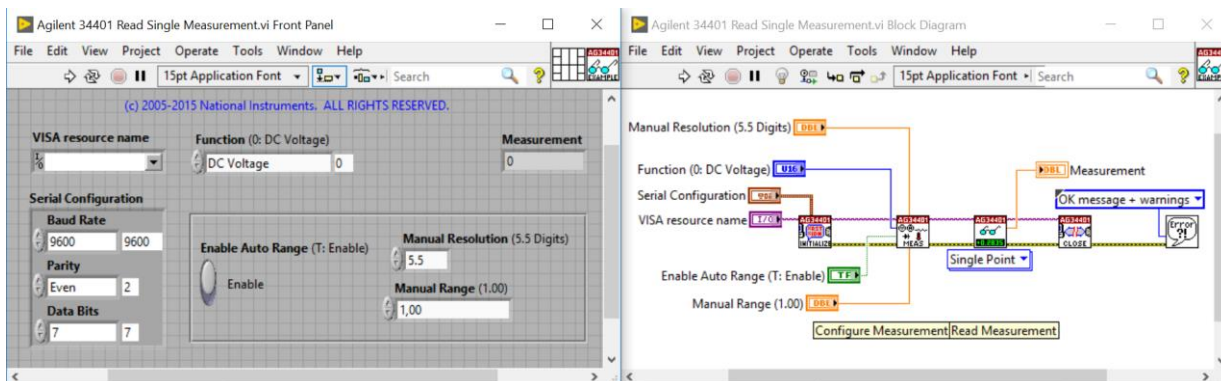 Agilent 34401 Read Single Measurement.vi Front Panel
File Edit View Project Operate Tools Window Help
15pt Application Font
Search
AG34401
EXAMPLE
(c) 2005-2015 National Instruments. ALL RIGHTS RESERVED.
VISA resource name
Function (0: DC Voltage)
DC Voltage 0
Measurement
0
Serial Configuration
Baud Rate
9600 9600
Parity
Even 2
Data Bits
7 7
Enable Auto Range (T: Enable)
Enable
Manual Resolution (5.5 Digits)
5.5
Manual Range (1.00)
1,00
Agilent 34401 Read Single Measurement.vi Block Diagram
File Edit View Project Operate Tools Window Help
15pt Application Font
Search
Manual Resolution (5.5 Digits) DBL
Function (0: DC Voltage) U16
DBL Measurement
Serial Configuration
OK message + warnings
VISA resource name I/O
AG34401 INITIALIZE
AG34401 MEAS
AG34401
AG34401 CLOSE
Error ?!
Single Point
Enable Auto Range (T: Enable) TF
Manual Range (1.00) DBL
Configure Measurement Read Measurement